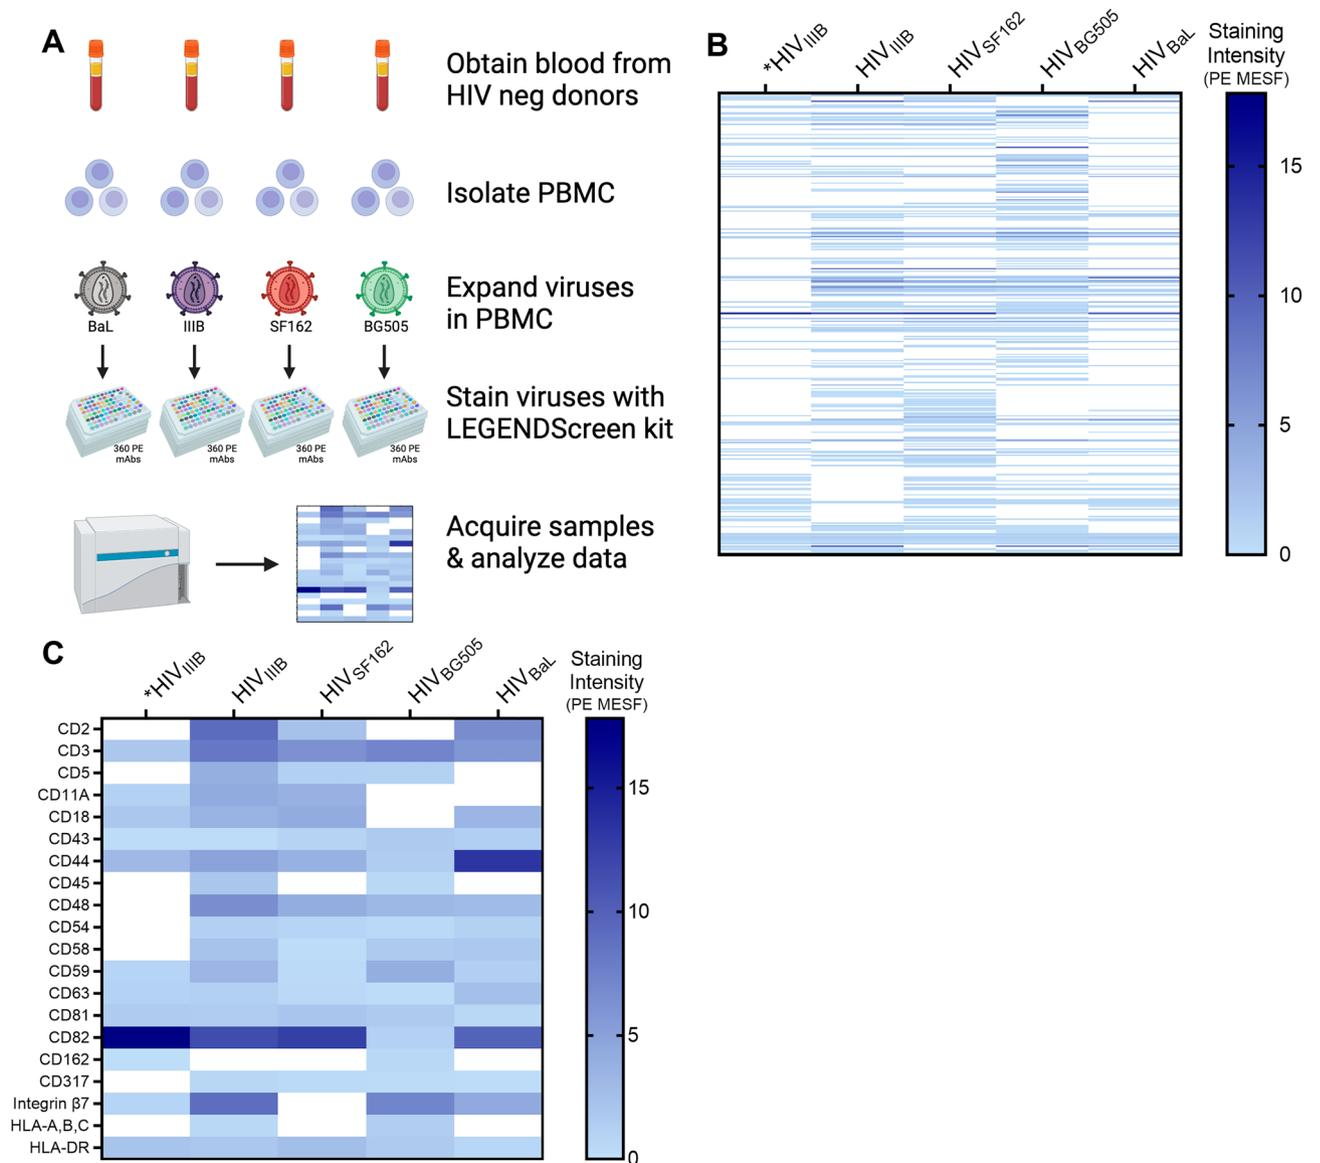 A
Obtain blood from
HIV neg donors
Isolate PBMC
BaL
IIIB
SF162
BG505
Expand viruses
in PBMC
360 PE
mAbs
360 PE
mAbs
360 PE
mAbs
360 PE
mAbs
Stain viruses with
LEGENDScreen kit
Acquire samples
& analyze data
B
*HIVIIIB
HIVIIIB
HIVSF162
HIVBG505
HIVBaL
Staining
Intensity
(PE MESF)
15
10
5
0
C
*HIVIIIB
HIVIIIB
HIVSF162
HIVBG505
HIVBaL
Staining
Intensity
(PE MESF)
CD2
CD3
CD5
CD11A
CD18
CD43
CD44
CD45
CD48
CD54
CD58
CD59
CD63
CD81
CD82
CD162
CD317
Integrin β7
HLA-A,B,C
HLA-DR
15
10
5
0